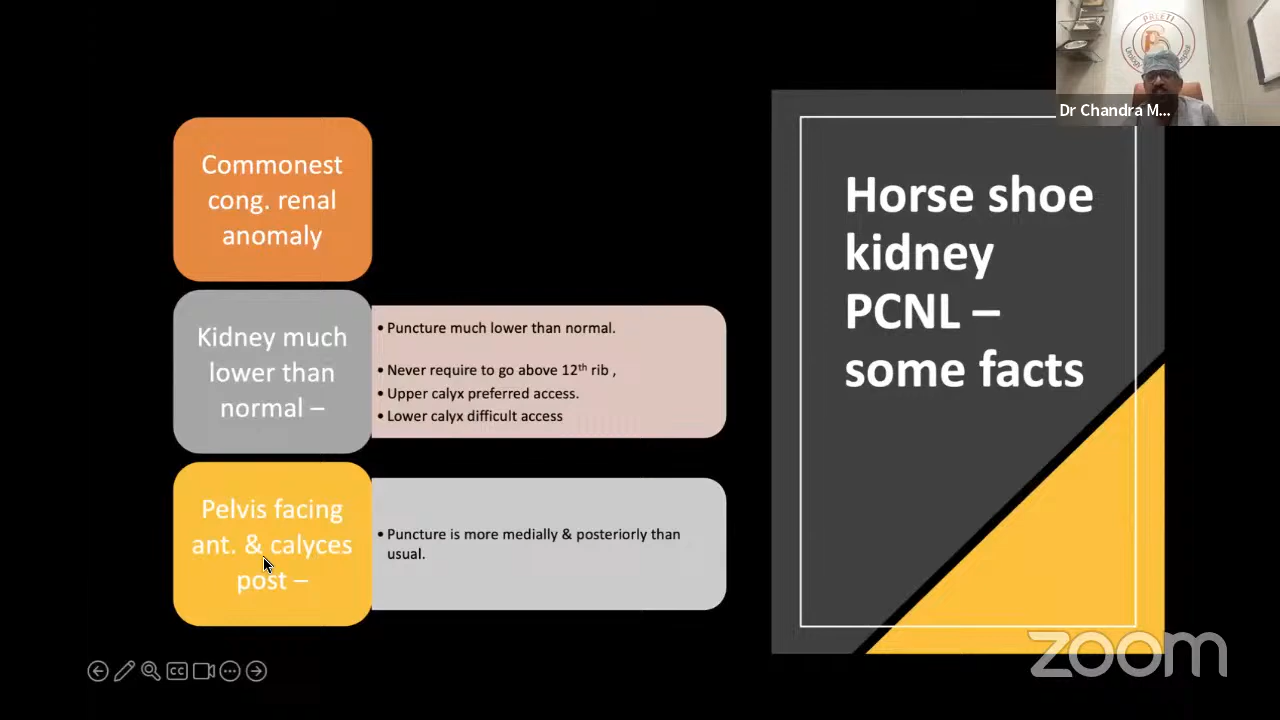 Commonest
cong. renal
anomaly
Kidney much
lower than
normal –
• Puncture much lower than normal.
• Never require to go above 12th rib ,
• Upper calyx preferred access.
• Lower calyx difficult access
Pelvis facing
ant. & calyces
post –
• Puncture is more medially & posteriorly than
usual.
Horse shoe
kidney
PCNL –
some facts
Dr Chandra M...
CC
zoom